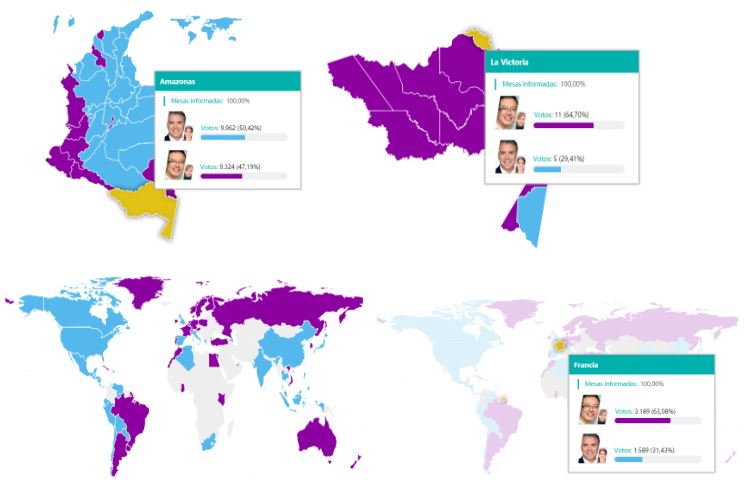 Amazonas
Mesas informadas: 100,00%
Votos: 9.962 (50,42%)
Votos: 9.324 (47,19%)
La Victoria
Mesas informadas: 100,00%
Votos: 11 (64,70%)
Votos: 5 (29,41%)
Francia
Mesas informadas: 100,00%
Votos: 3.189 (63,08%)
Votos: 1.589 (31,43%)